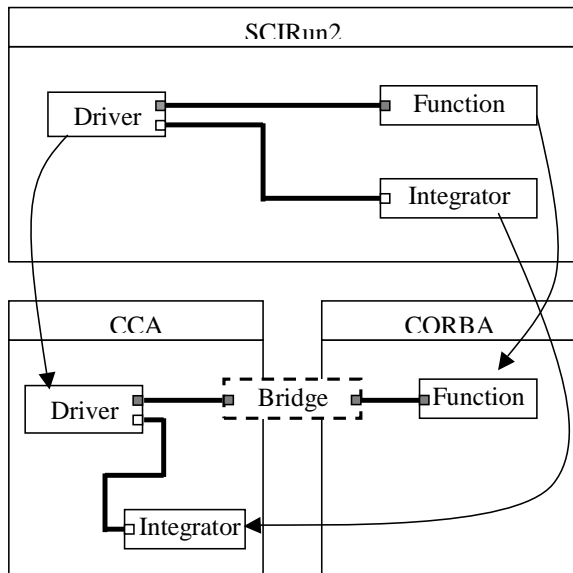 SCIRun2
Driver
Function
Integrator
CCA
CORBA
Driver
Bridge
Function
Integrator